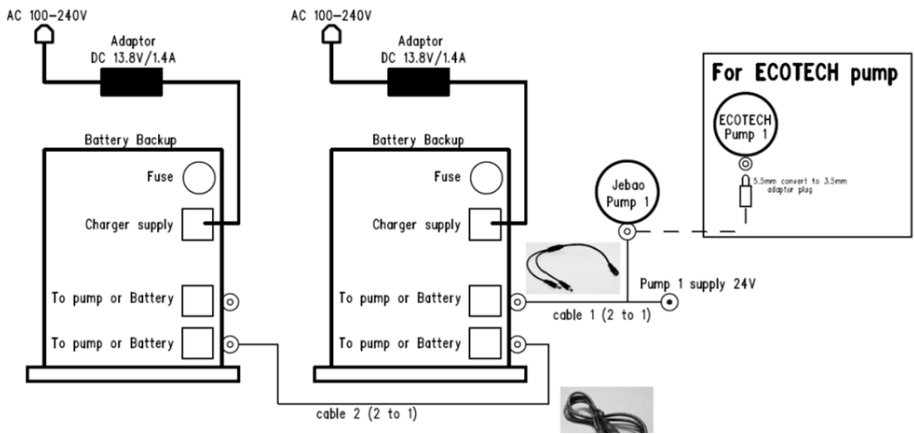 AC 100-240V
Adaptor
DC 13.8V/1.4A
Battery Backup
Fuse
Charger supply
To pump or Battery
To pump or Battery
AC 100-240V
Adaptor
DC 13.8V/1.4A
Battery Backup
Fuse
Charger supply
To pump or Battery
To pump or Battery
cable 2 (2 to 1)
Jebao
Pump 1
Pump 1 supply 24V
cable 1 (2 to 1)
For ECOTECH pump
ECOTECH
Pump 1
5.5mm convert to 3.5mm
adaptor plug